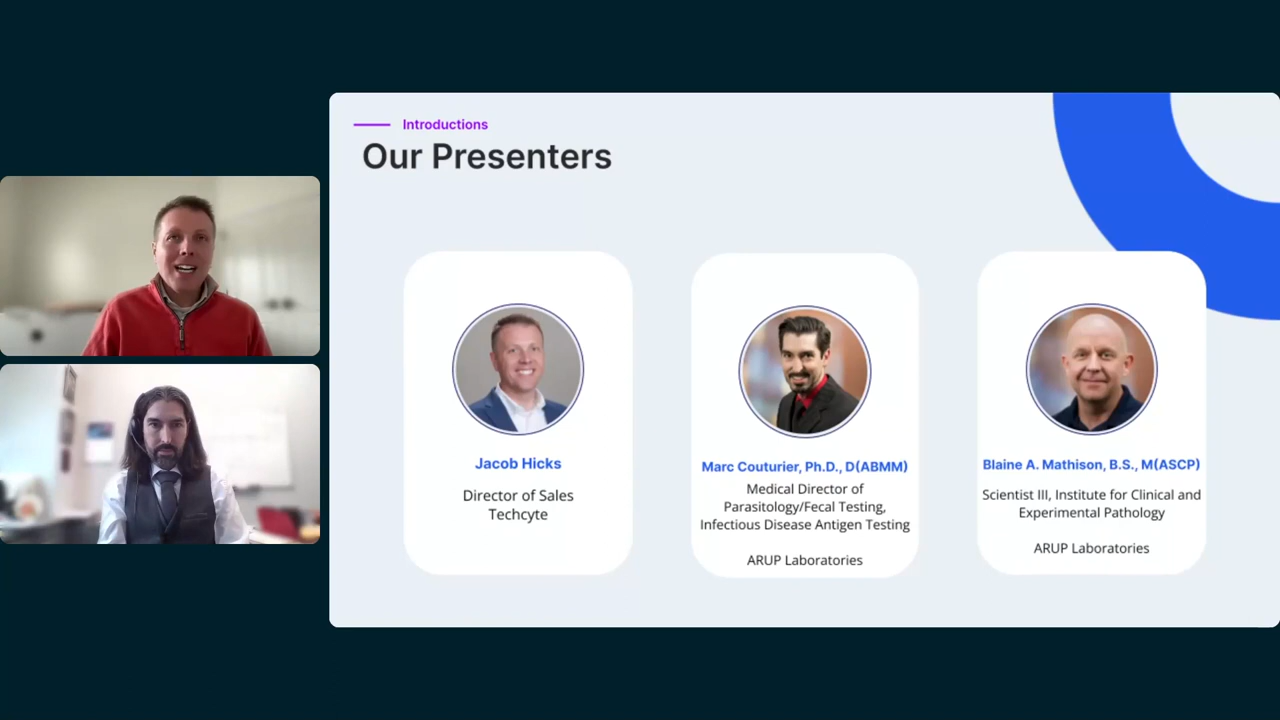 Introductions
Our Presenters
Jacob Hicks
Director of Sales
Techcyte
Marc Couturier, Ph.D., D(ABMM)
Medical Director of
Parasitology/Fecal Testing,
Infectious Disease Antigen Testing
ARUP Laboratories
Blaine A. Mathison, B.S., M(ASCP)
Scientist III, Institute for Clinical and
Experimental Pathology
ARUP Laboratories